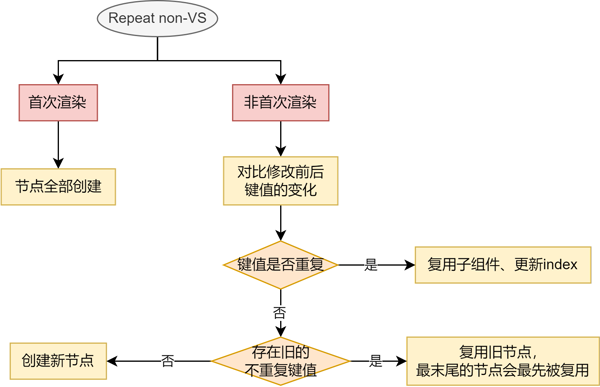 Repeat non-VS
首次渲染
非首次渲染
节点全部创建
对比修改前后
键值的变化
键值是否重复
是
复用子组件、更新index
否
存在旧的
不重复键值
否
创建新节点
是
复用旧节点，
最末尾的节点会最先被复用